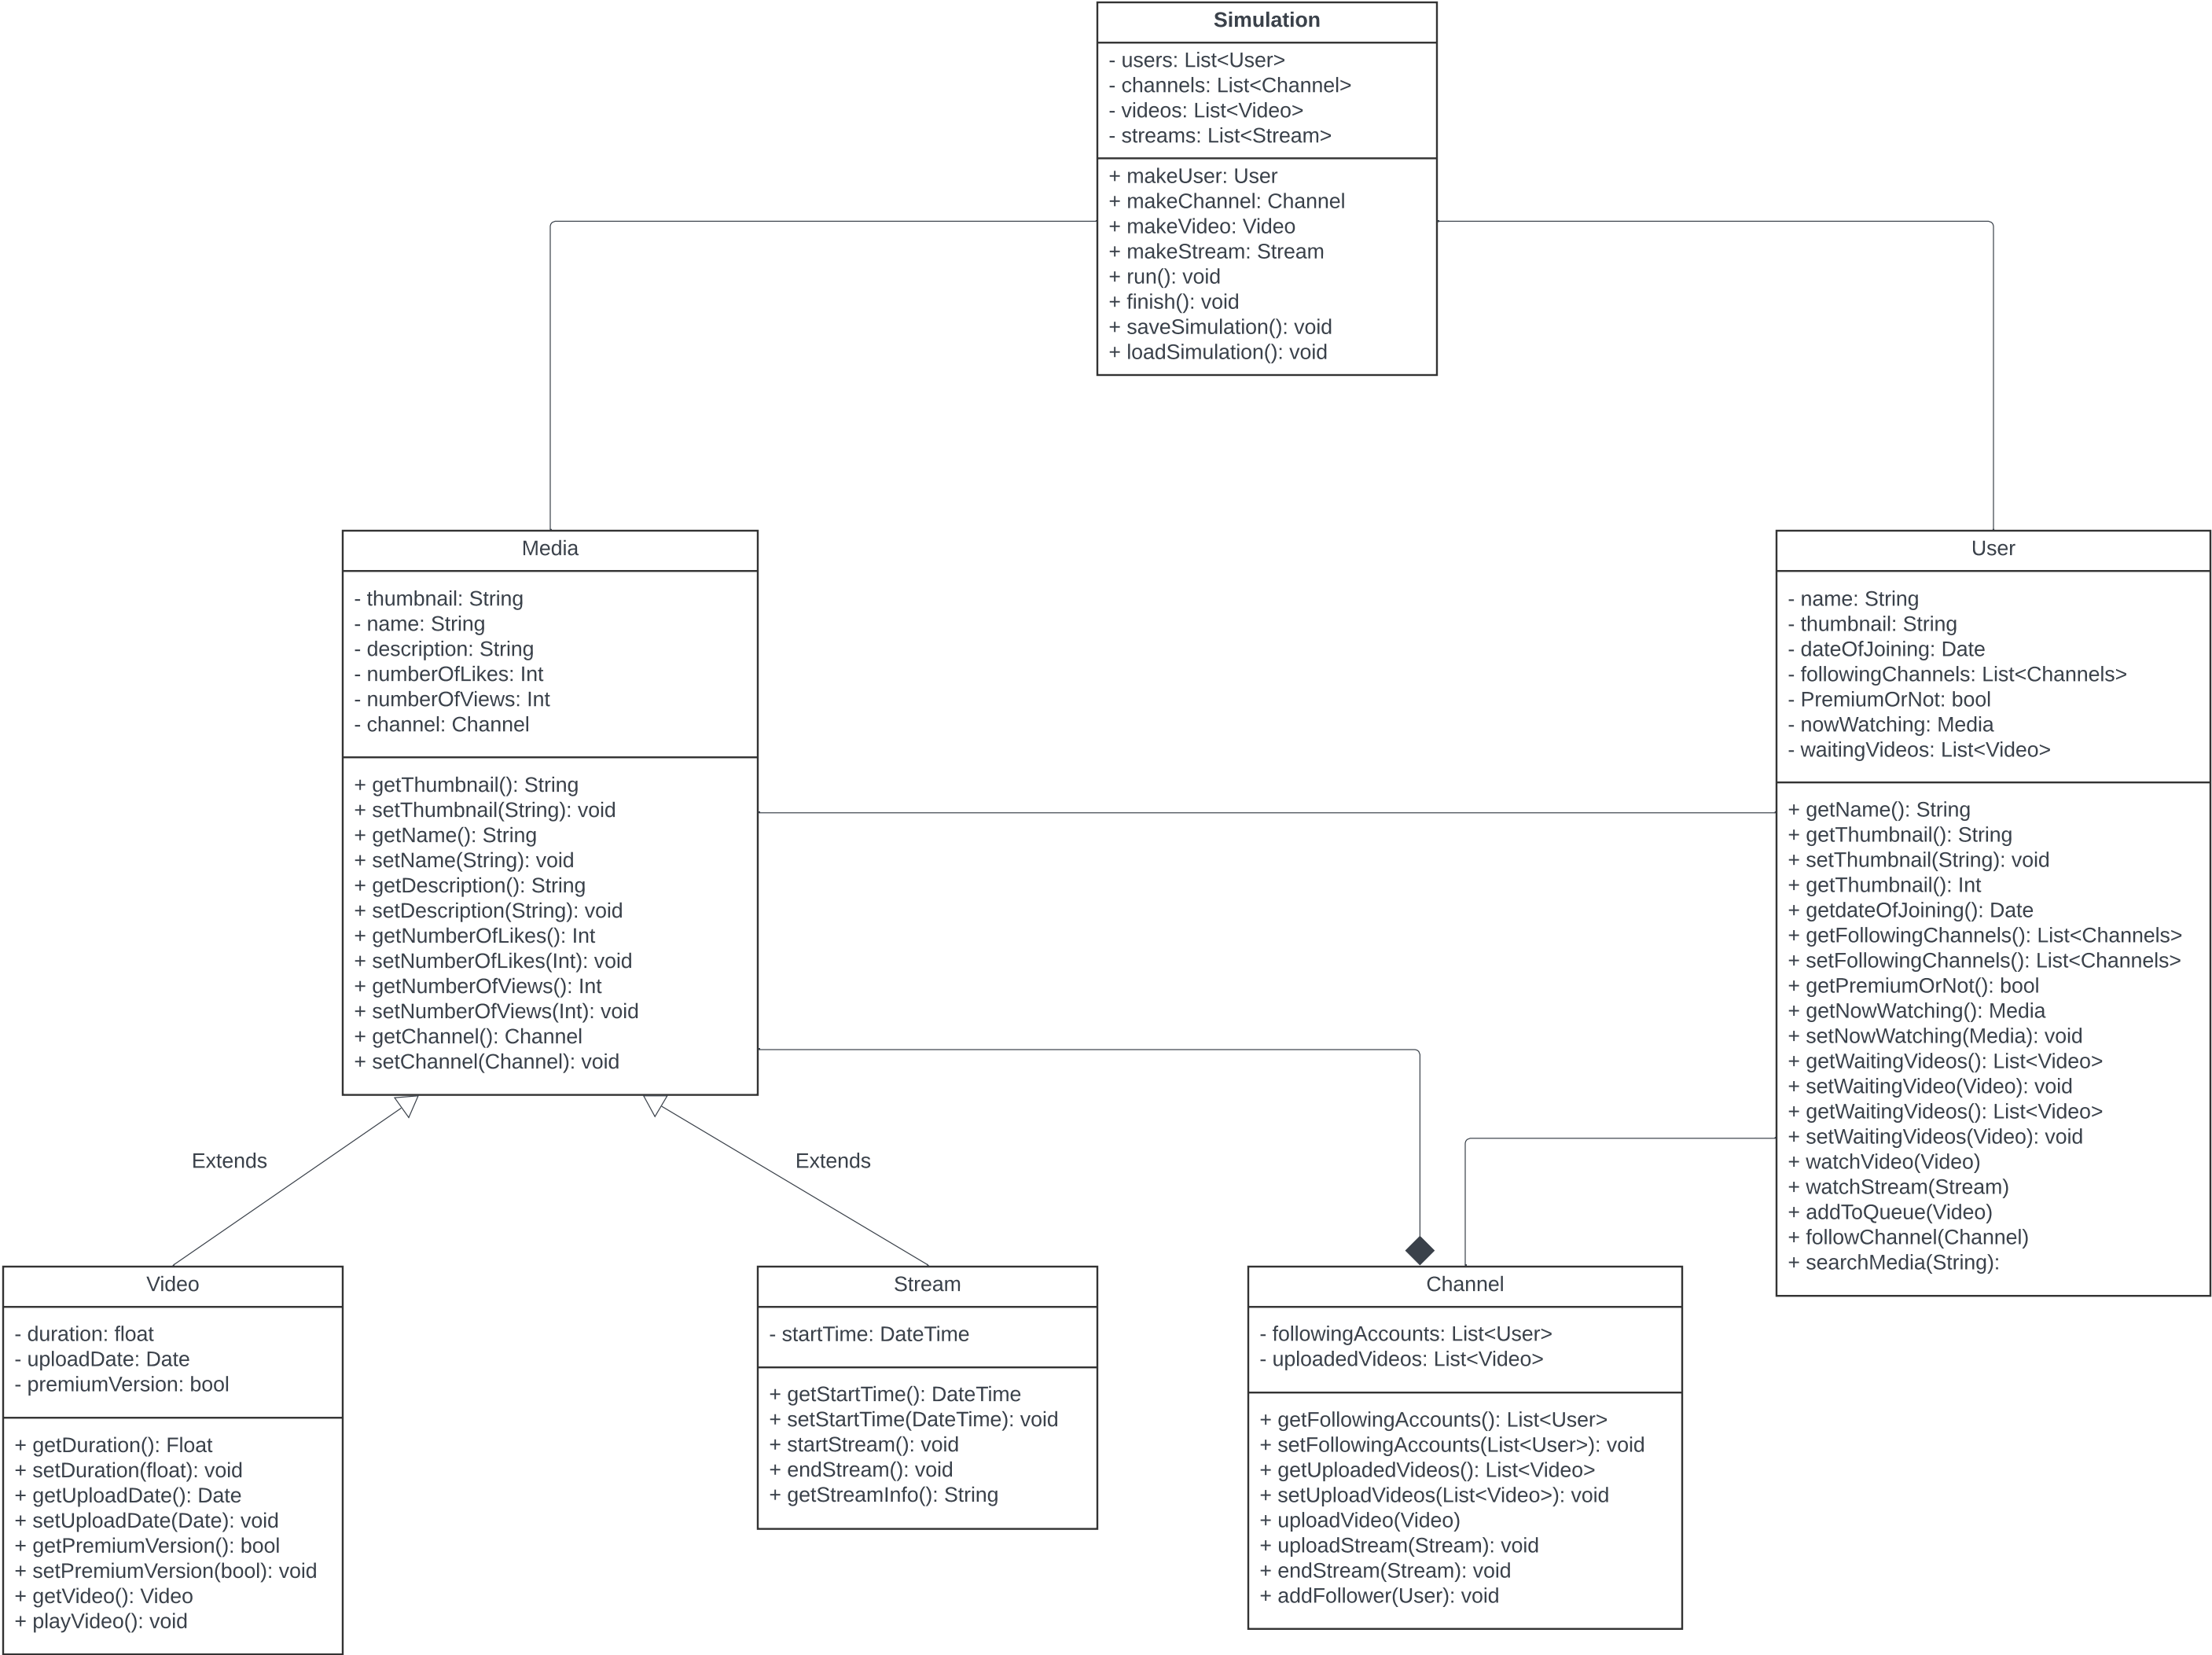 Simulation
- users: List<User>
- channels: List<Channel>
- videos: List<Video>
- streams: List<Stream>
+ makeUser: User
+ makeChannel: Channel
+ makeVideo: Video
+ makeStream: Stream
+ run(): void
+ finish(): void
+ saveSimulation(): void
+ loadSimulation(): void
Media
- thumbnail: String
- name: String
- description: String
- numberOfLikes: Int
- numberOfViews: Int
- channel: Channel
+ getThumbnail(): String
+ setThumbnail(String): void
+ getName(): String
+ setName(String): void
+ getDescription(): String
+ setDescription(String): void
+ getNumberOfLikes(): Int
+ setNumberOfLikes(Int): void
+ getNumberOfViews(): Int
+ setNumberOfViews(Int): void
+ getChannel(): Channel
+ setChannel(Channel): void
User
- name: String
- thumbnail: String
- dateOfJoining: Date
- followingChannels: List<Channels>
- PremiumOrNot: bool
- nowWatching: Media
- waitingVideos: List<Video>
+ getName(): String
+ getThumbnail(): String
+ setThumbnail(String): void
+ getThumbnail(): Int
+ getdateOfJoining(): Date
+ getFollowingChannels(): List<Channels>
+ setFollowingChannels(): List<Channels>
+ getPremiumOrNot(): bool
+ getNowWatching(): Media
+ setNowWatching(Media): void
+ getWaitingVideos(): List<Video>
+ setWaitingVideo(Video): void
+ getWaitingVideos(): List<Video>
+ setWaitingVideos(Video): void
+ watchVideo(Video)
+ watchStream(Stream)
+ addToQueue(Video)
+ followChannel(Channel)
+ searchMedia(String):
Extends
Extends
Video
- duration: float
- uploadDate: Date
- premiumVersion: bool
+ getDuration(): Float
+ setDuration(float): void
+ getUploadDate(): Date
+ setUploadDate(Date): void
+ getPremiumVersion(): bool
+ setPremiumVersion(bool): void
+ getVideo(): Video
+ playVideo(): void
Stream
- startTime: DateTime
+ getStartTime(): DateTime
+ setStartTime(DateTime): void
+ startStream(): void
+ endStream(): void
+ getStreamInfo(): String
Channel
- followingAccounts: List<User>
- uploadedVideos: List<Video>
+ getFollowingAccounts(): List<User>
+ setFollowingAccounts(List<User>): void
+ getUploadedVideos(): List<Video>
+ setUploadVideos(List<Video>): void
+ uploadVideo(Video)
+ uploadStream(Stream): void
+ endStream(Stream): void
+ addFollower(User): void